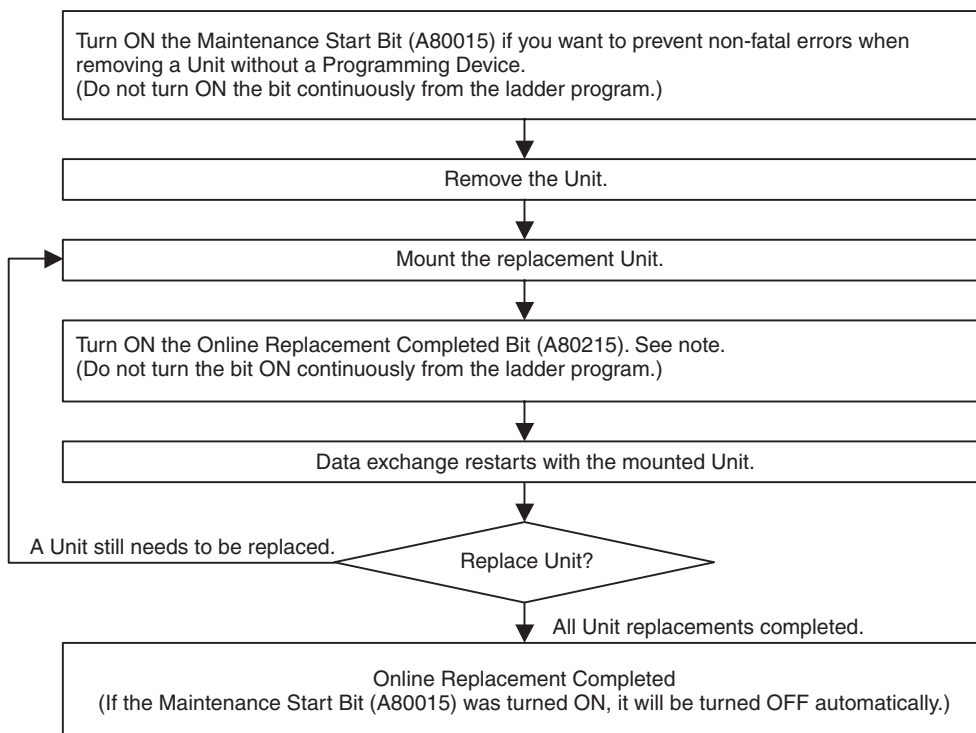 Turn ON the Maintenance Start Bit (A80015) if you want to prevent non-fatal errors when
removing a Unit without a Programming Device.
(Do not turn ON the bit continuously from the ladder program.)
Remove the Unit.
Mount the replacement Unit.
Turn ON the Online Replacement Completed Bit (A80215). See note.
(Do not turn the bit ON continuously from the ladder program.)
Data exchange restarts with the mounted Unit.
A Unit still needs to be replaced.
Replace Unit?
All Unit replacements completed.
Online Replacement Completed
(If the Maintenance Start Bit (A80015) was turned ON, it will be turned OFF automatically.)